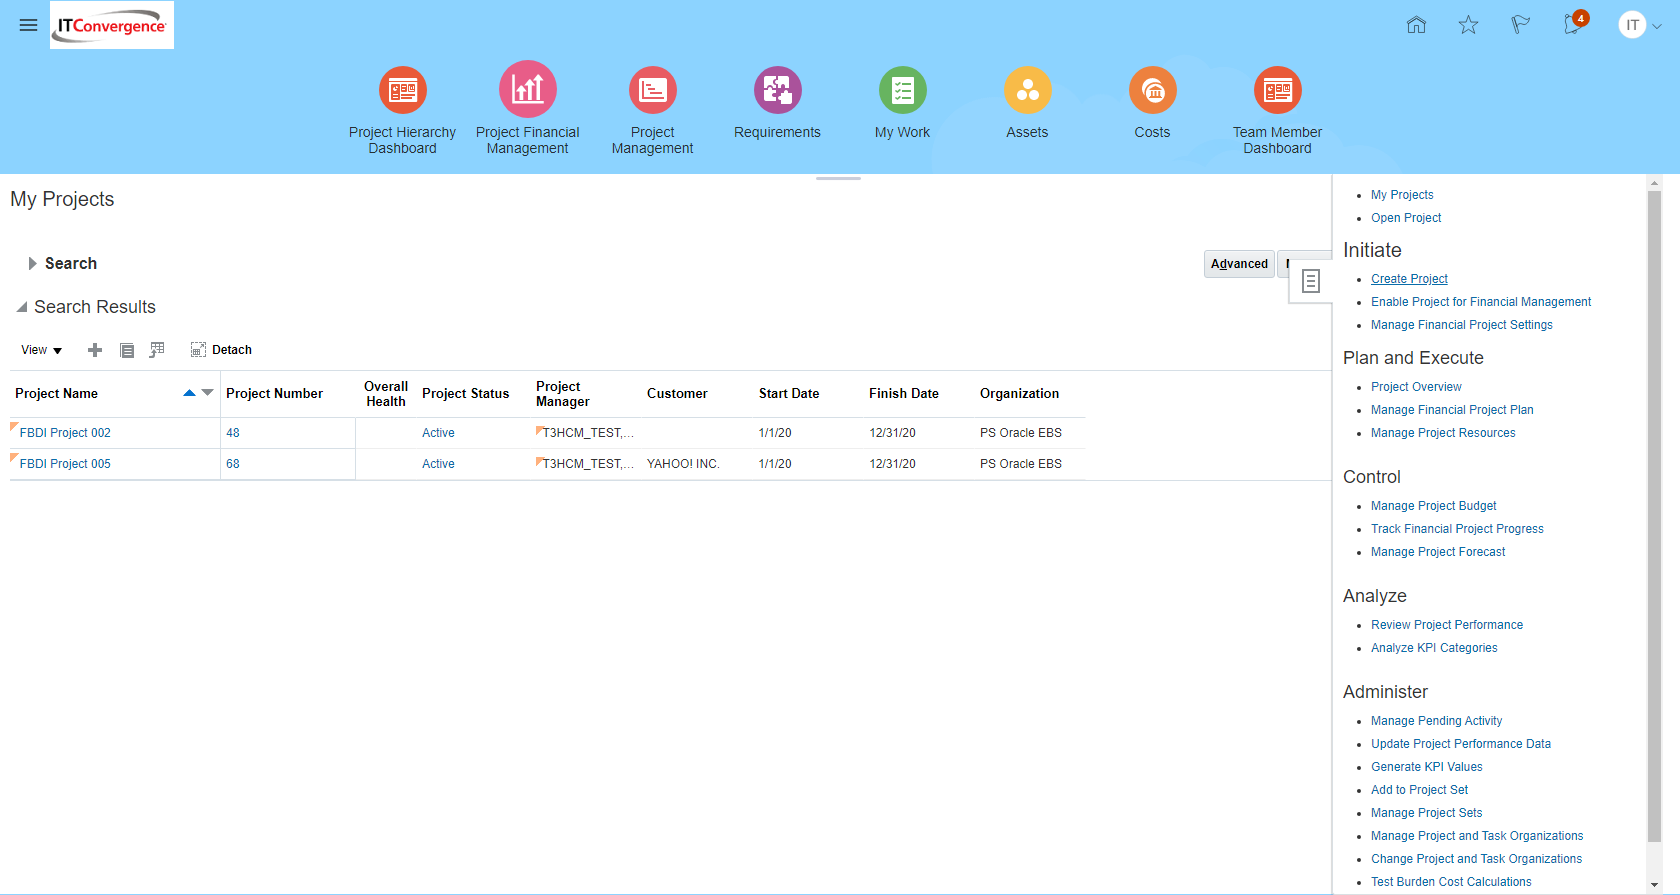 ITConvergence
4
IT
Project Hierarchy
Dashboard
Project Financial
Management
Project
Management
Requirements
My Work
Assets
Costs
Team Member
Dashboard
My Projects
Search
Advanced
Search Results
View
Detach
Project Name
Project Number
Overall
Health
Project Status
Project
Manager
Customer
Start Date
Finish Date
Organization
FBDI Project 002 48 Active T3HCM_TEST,... 1/1/20 12/31/20 PS Oracle EBS
FBDI Project 005 68 Active T3HCM_TEST,... YAHOO! INC. 1/1/20 12/31/20 PS Oracle EBS
My Projects
Open Project
Initiate
Create Project
Enable Project for Financial Management
Manage Financial Project Settings
Plan and Execute
Project Overview
Manage Financial Project Plan
Manage Project Resources
Control
Manage Project Budget
Track Financial Project Progress
Manage Project Forecast
Analyze
Review Project Performance
Analyze KPI Categories
Administer
Manage Pending Activity
Update Project Performance Data
Generate KPI Values
Add to Project Set
Manage Project Sets
Manage Project and Task Organizations
Change Project and Task Organizations
Test Burden Cost Calculations